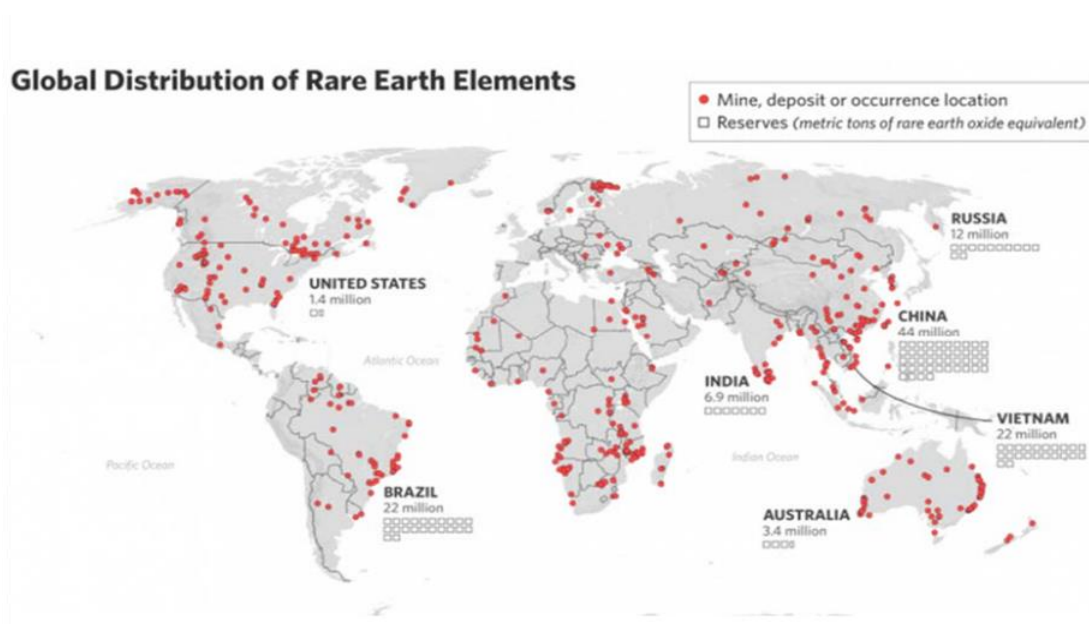 Global Distribution of Rare Earth Elements
Mine, deposit or occurrence location
Reserves (metric tons of rare earth oxide equivalent)
RUSSIA
12 million
UNITED STATES
1.4 million
CHINA
44 million
Atlantic Ocean
INDIA
6.9 million
VIETNAM
22 million
Pacific Ocean
Indian Ocean
BRAZIL
22 million
AUSTRALIA
3.4 million